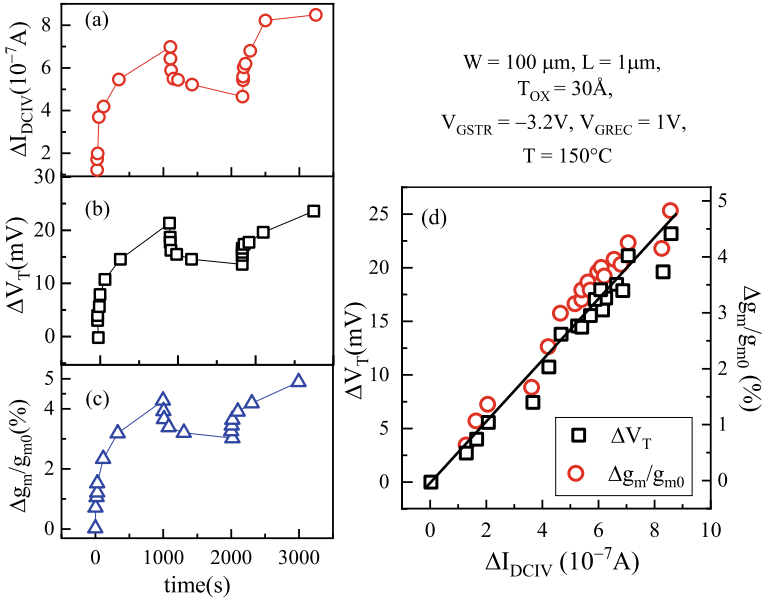 (a)
ΔI_DCIV(10⁻⁷A)
8
6
4
2
W = 100 μm, L = 1μm,
T_OX = 30Å,
V_GSTR = –3.2V, V_GREC = 1V,
T = 150°C
(b)
ΔV_T(mV)
30
20
10
0
(c)
Δg_m/g_m0(%)
5
4
2
0
0 1000 2000 3000
time(s)
(d)
ΔV_T(mV)
25
20
15
10
5
0
5
4
3
2
1
0
Δg_m/g_m0 (%)
ΔV_T
Δg_m/g_m0
0 2 4 6 8 10
ΔI_DCIV (10⁻⁷A)